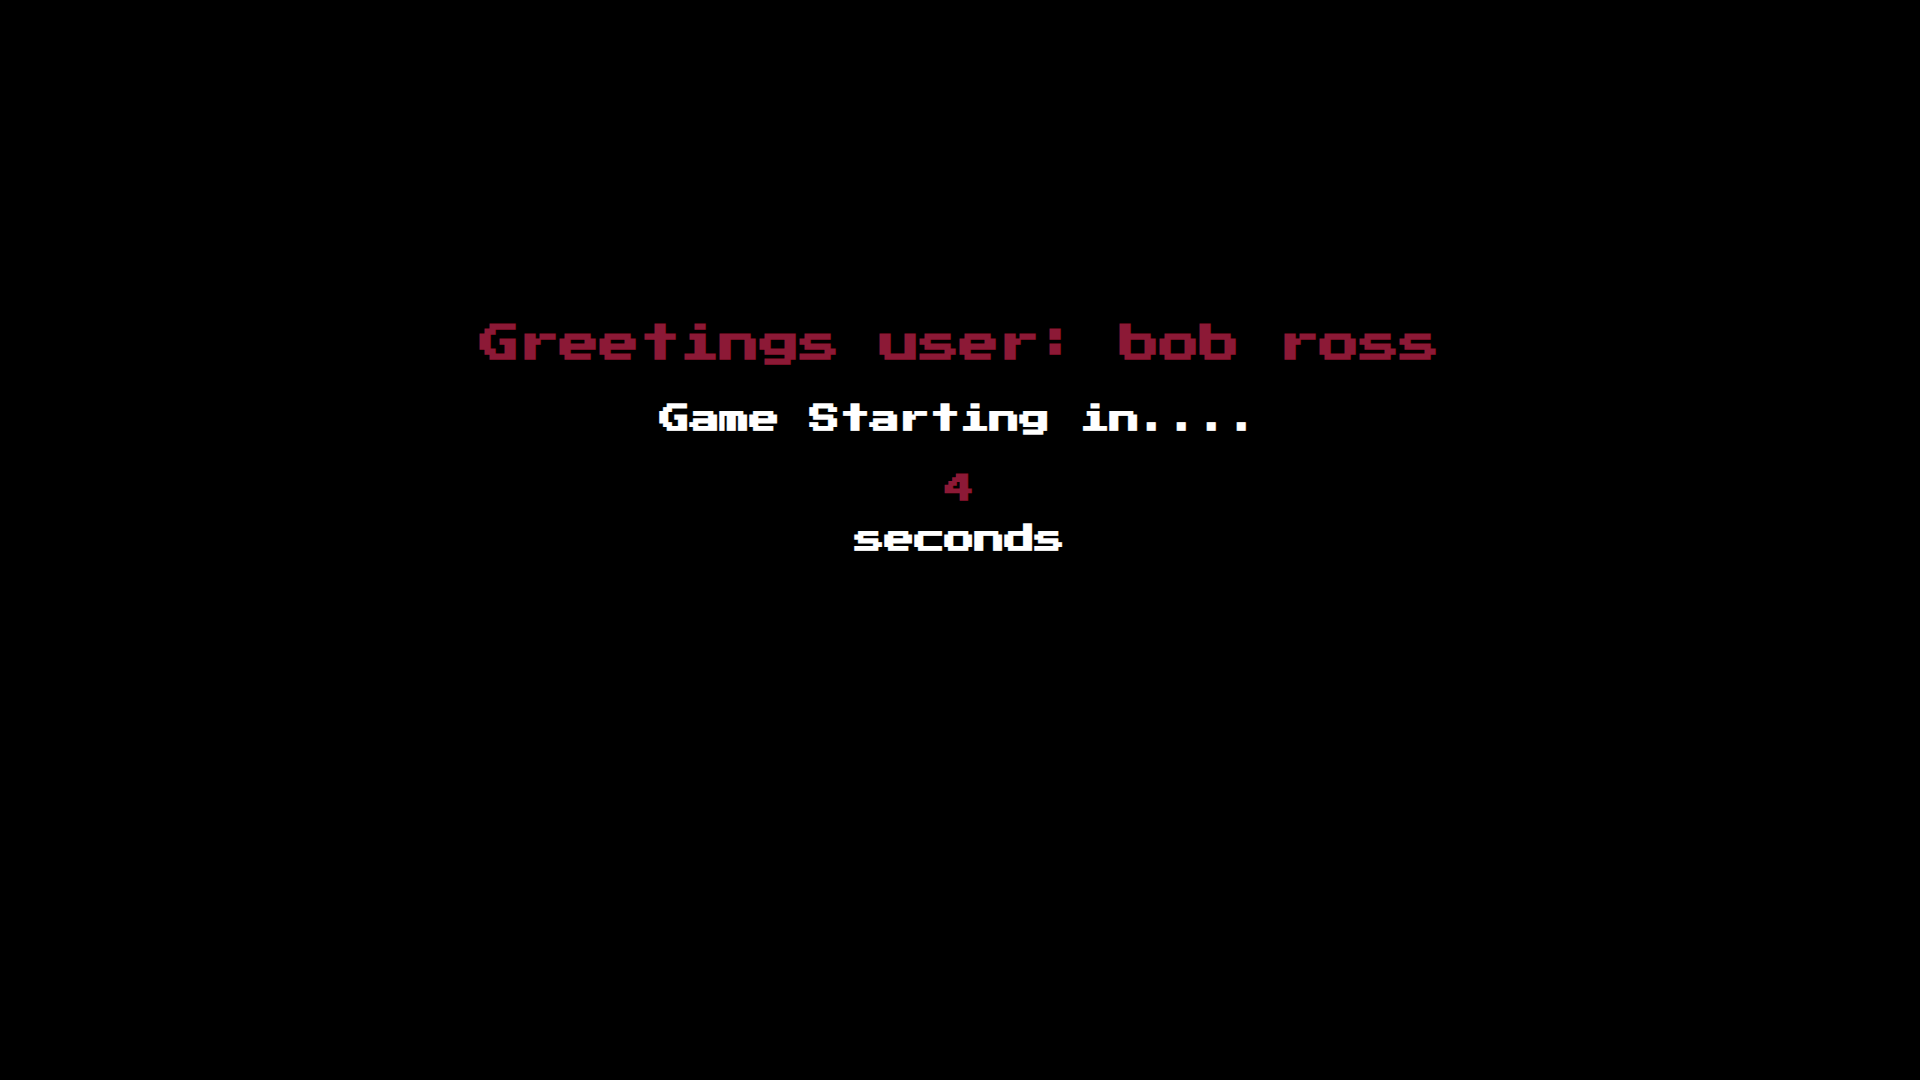 Greetings user: bob ross
Game Starting in....
4
seconds